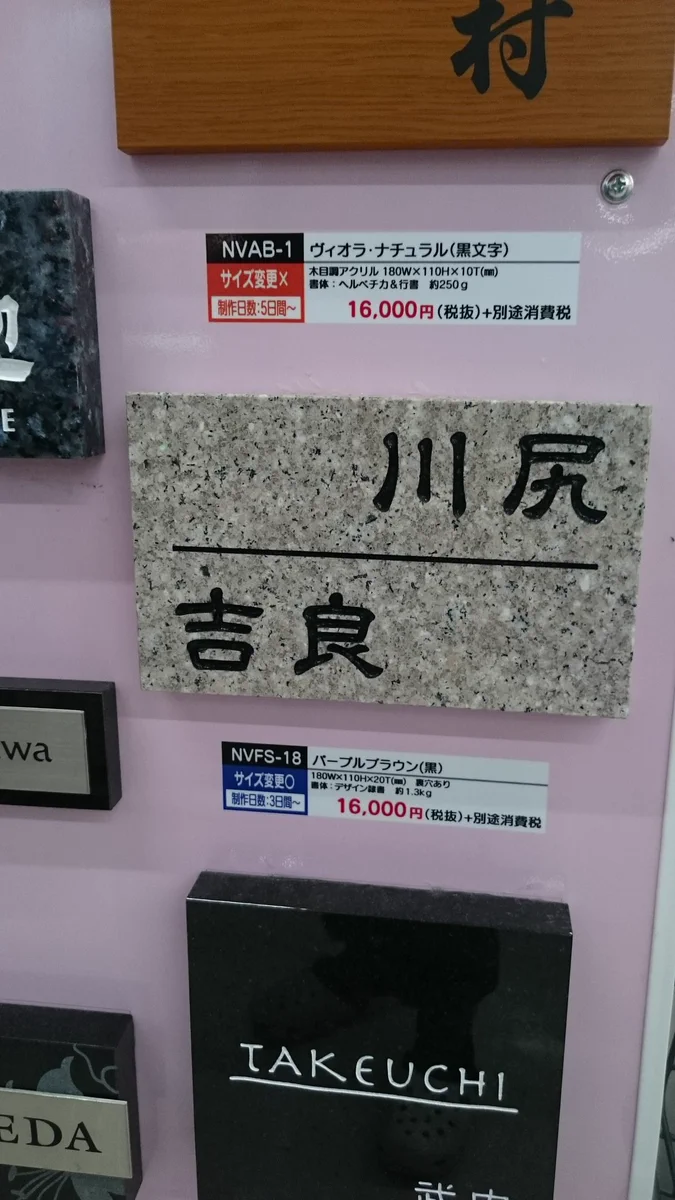 村
NVAB-1 ヴィオラ・ナチュラル(黒文字)
サイズ変更× 木目調アクリル 180W×110H×10T(㎜)
書体:ヘルベチカ&行書 約250g
制作日数:5日間~ 16,000円(税抜)+別途消費税
E
川尻
吉良
wa
NVFS-18 パープルブラウン(黒)
サイズ変更○ 180W×110H×20T(㎜) 裏穴あり
書体:デザイン隷書 約1.3kg
制作日数:3日間~ 16,000円(税抜)+別途消費税
TAKEUCHI
EDA
武内